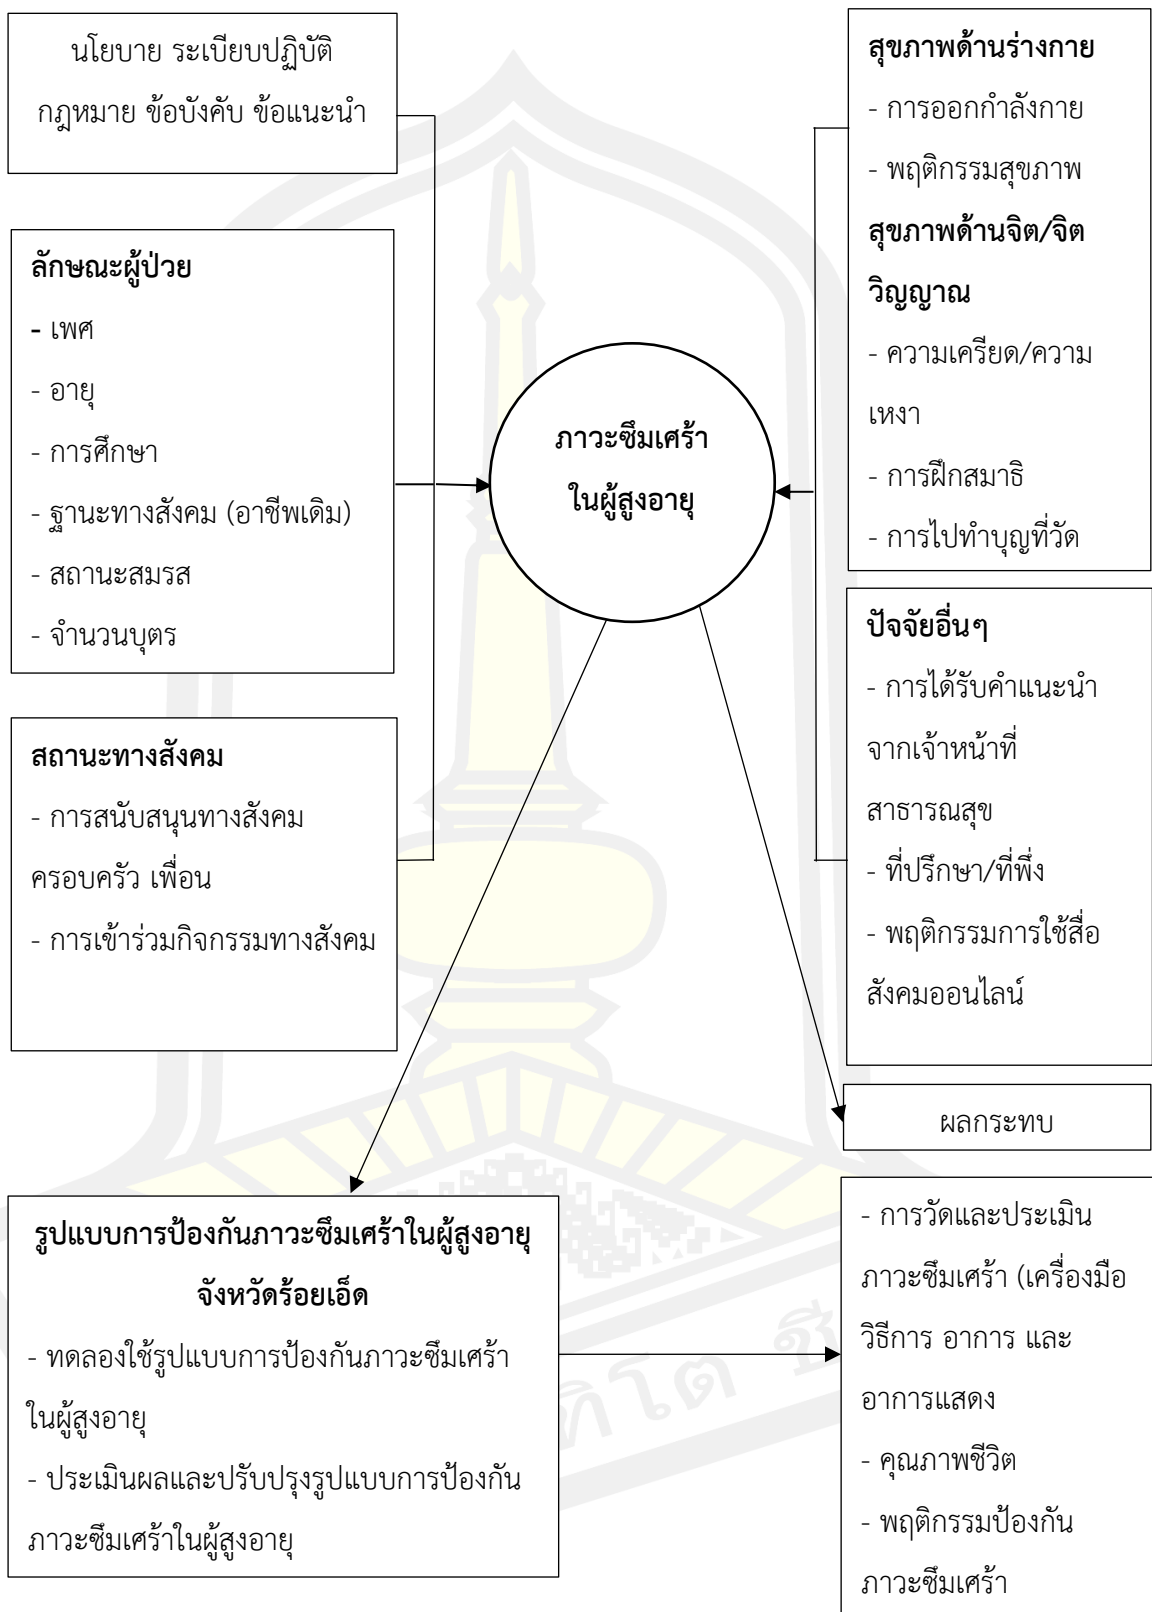 นโยบาย ระเบียบปฏิบัติ
กฎหมาย ข้อบังคับ ข้อแนะนำ
ลักษณะผู้ป่วย
- เพศ
- อายุ
- การศึกษา
- ฐานะทางสังคม (อาชีพเดิม)
- สถานะสมรส
- จำนวนบุตร
สถานะทางสังคม
- การสนับสนุนทางสังคม
ครอบครัว เพื่อน
- การเข้าร่วมกิจกรรมทางสังคม
ภาวะซึมเศร้า
ในผู้สูงอายุ
สุขภาพด้านร่างกาย
- การออกกำลังกาย
- พฤติกรรมสุขภาพ
สุขภาพด้านจิต/จิต
วิญญาณ
- ความเครียด/ความ
เหงา
- การฝึกสมาธิ
- การไปทำบุญที่วัด
ปัจจัยอื่นๆ
- การได้รับคำแนะนำ
จากเจ้าหน้าที่
สาธารณสุข
- ที่ปรึกษา/ที่พึ่ง
- พฤติกรรมการใช้สื่อ
สังคมออนไลน์
ผลกระทบ
รูปแบบการป้องกันภาวะซึมเศร้าในผู้สูงอายุ
จังหวัดร้อยเอ็ด
- ทดลองใช้รูปแบบการป้องกันภาวะซึมเศร้า
ในผู้สูงอายุ
- ประเมินผลและปรับปรุงรูปแบบการป้องกัน
ภาวะซึมเศร้าในผู้สูงอายุ
- การวัดและประเมิน
ภาวะซึมเศร้า (เครื่องมือ
วิธีการ อาการ และ
อาการแสดง
- คุณภาพชีวิต
- พฤติกรรมป้องกัน
ภาวะซึมเศร้า